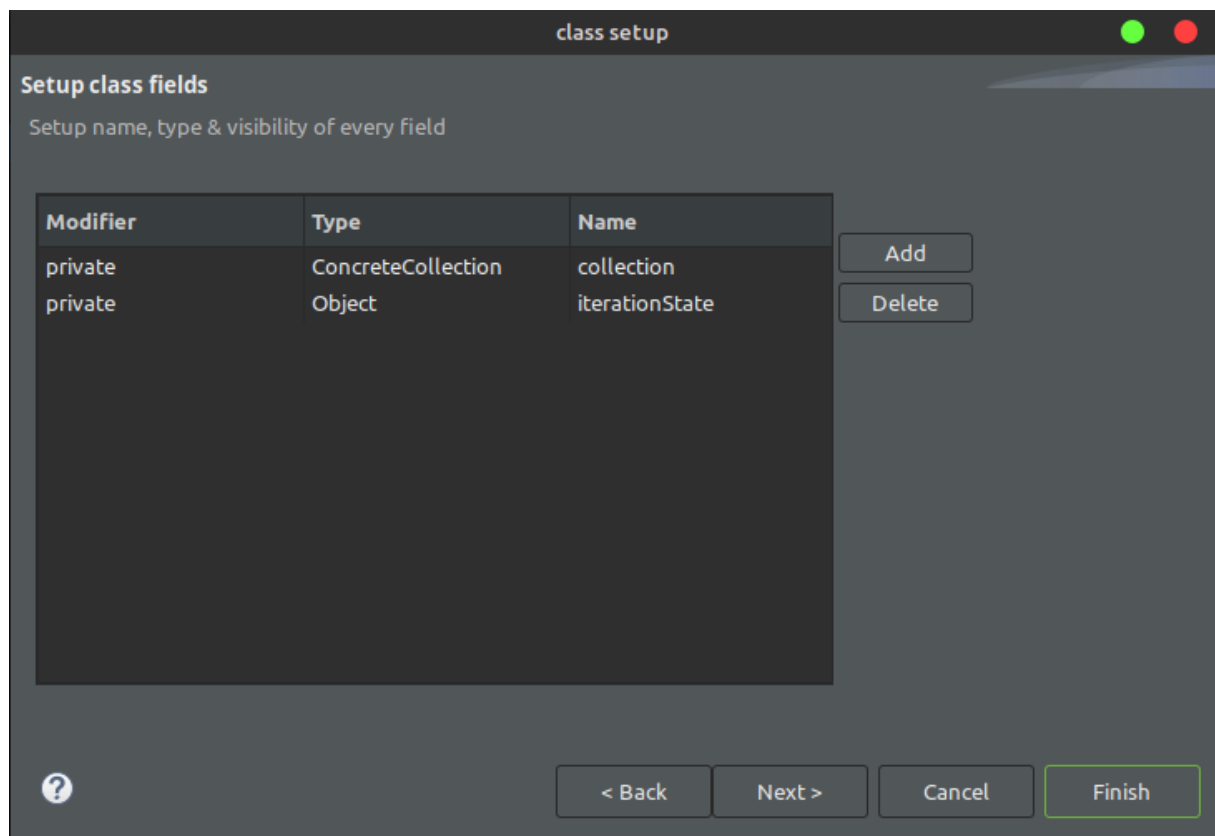 class setup
Setup class fields
Setup name, type & visibility of every field
Modifier Type Name
private ConcreteCollection collection
private Object iterationState
Add
Delete
?
< Back Next > Cancel Finish